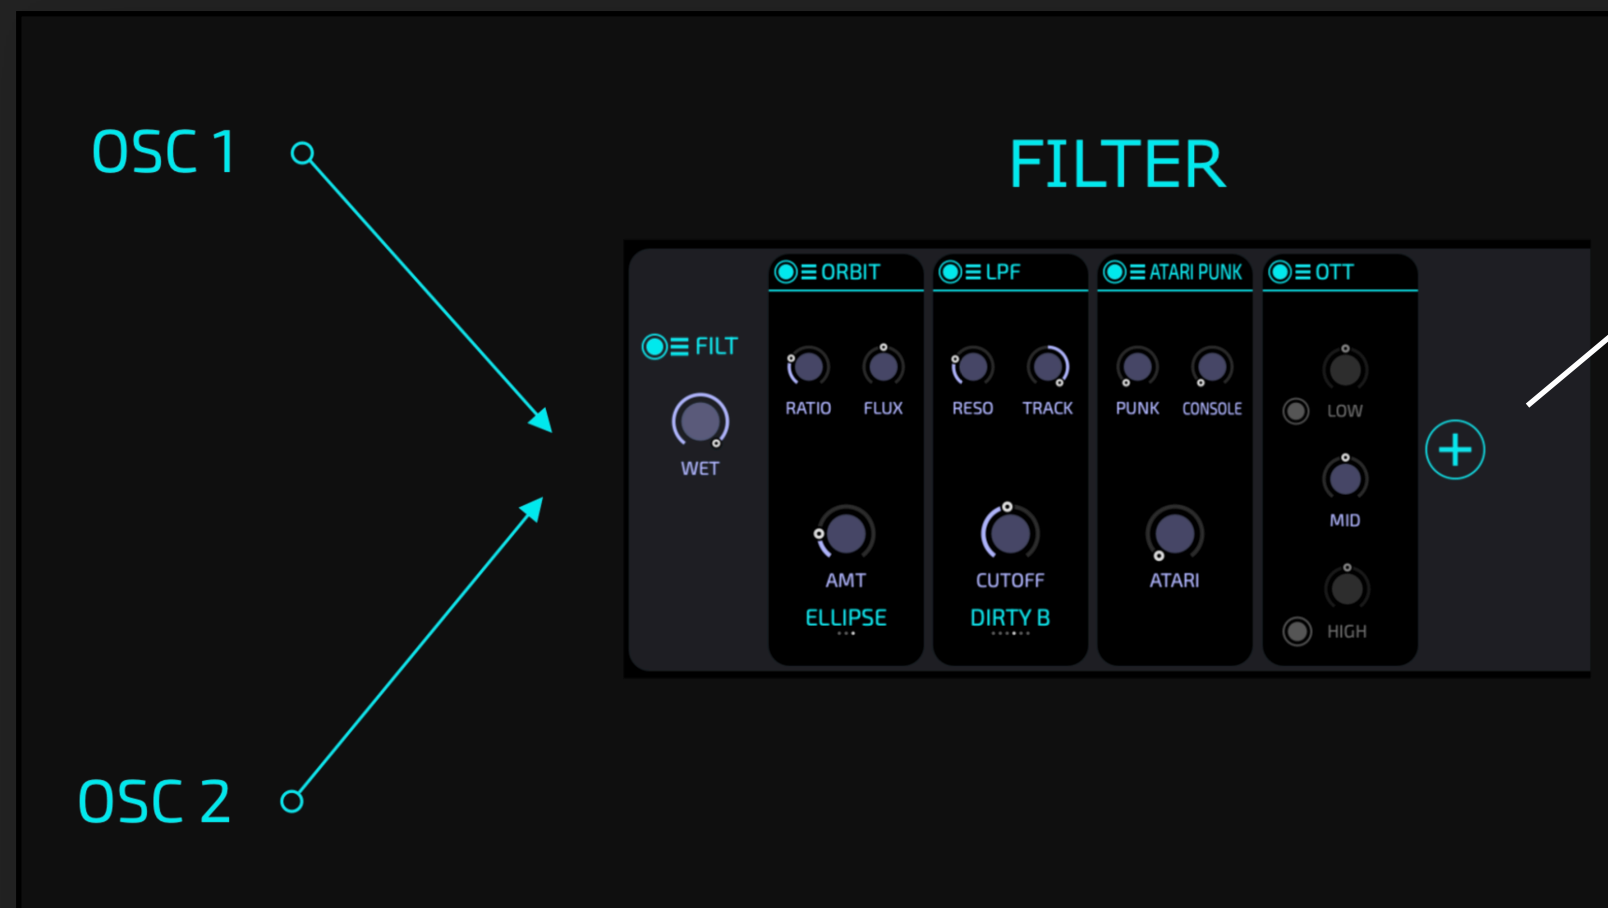 OSC 1
FILTER
ORBIT
LPF
ATARI PUNK
OTT
FILT
WET
RATIO
FLUX
RESO
TRACK
PUNK
CONSOLE
LOW
MID
AMT
CUTOFF
ATARI
ELLIPSE
DIRTY B
HIGH
OSC 2